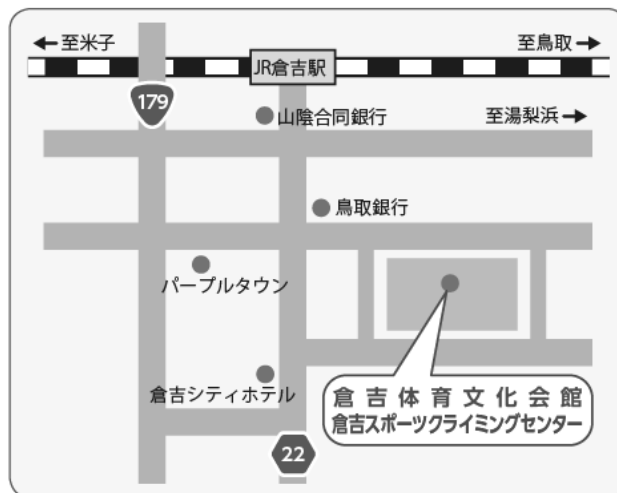 ←至米子
至鳥取→
JR倉吉駅
179
山陰合同銀行
至湯梨浜→
鳥取銀行
パープルタウン
倉吉シティホテル
倉吉体育文化会館
倉吉スポーツクライミングセンター
22